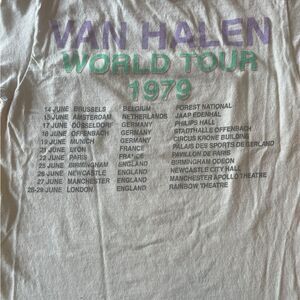 VAN HALEN
WORLD TOUR
1979
14 JUNE BRUSSELS BELGIUM FOREST NATIONAL
15 JUNE AMSTERDAM NETHERLANDS JAAP EDENHAL
17 JUNE DUSSELDORF GERMANY PHILIPS HALL
18 JUNE OFFENBACH GERMANY STADTHALLE OFFENBACH
19 JUNE MUNICH GERMANY CIRCUS KRONE BUILDING
21 JUNE LYON FRANCE PALAIS DES SPORTS DE GERLAND
22 JUNE PARIS FRANCE PAVILLON DE PARIS
25 JUNE BIRMINGHAM ENGLAND BIRMINGHAM ODEON
26 JUNE NEWCASTLE ENGLAND NEWCASTLE CITY HALL
27 JUNE MANCHESTER ENGLAND MANCHESTER APOLLO THEATRE
28-29 JUNE LONDON ENGLAND RAINBOW THEATRE